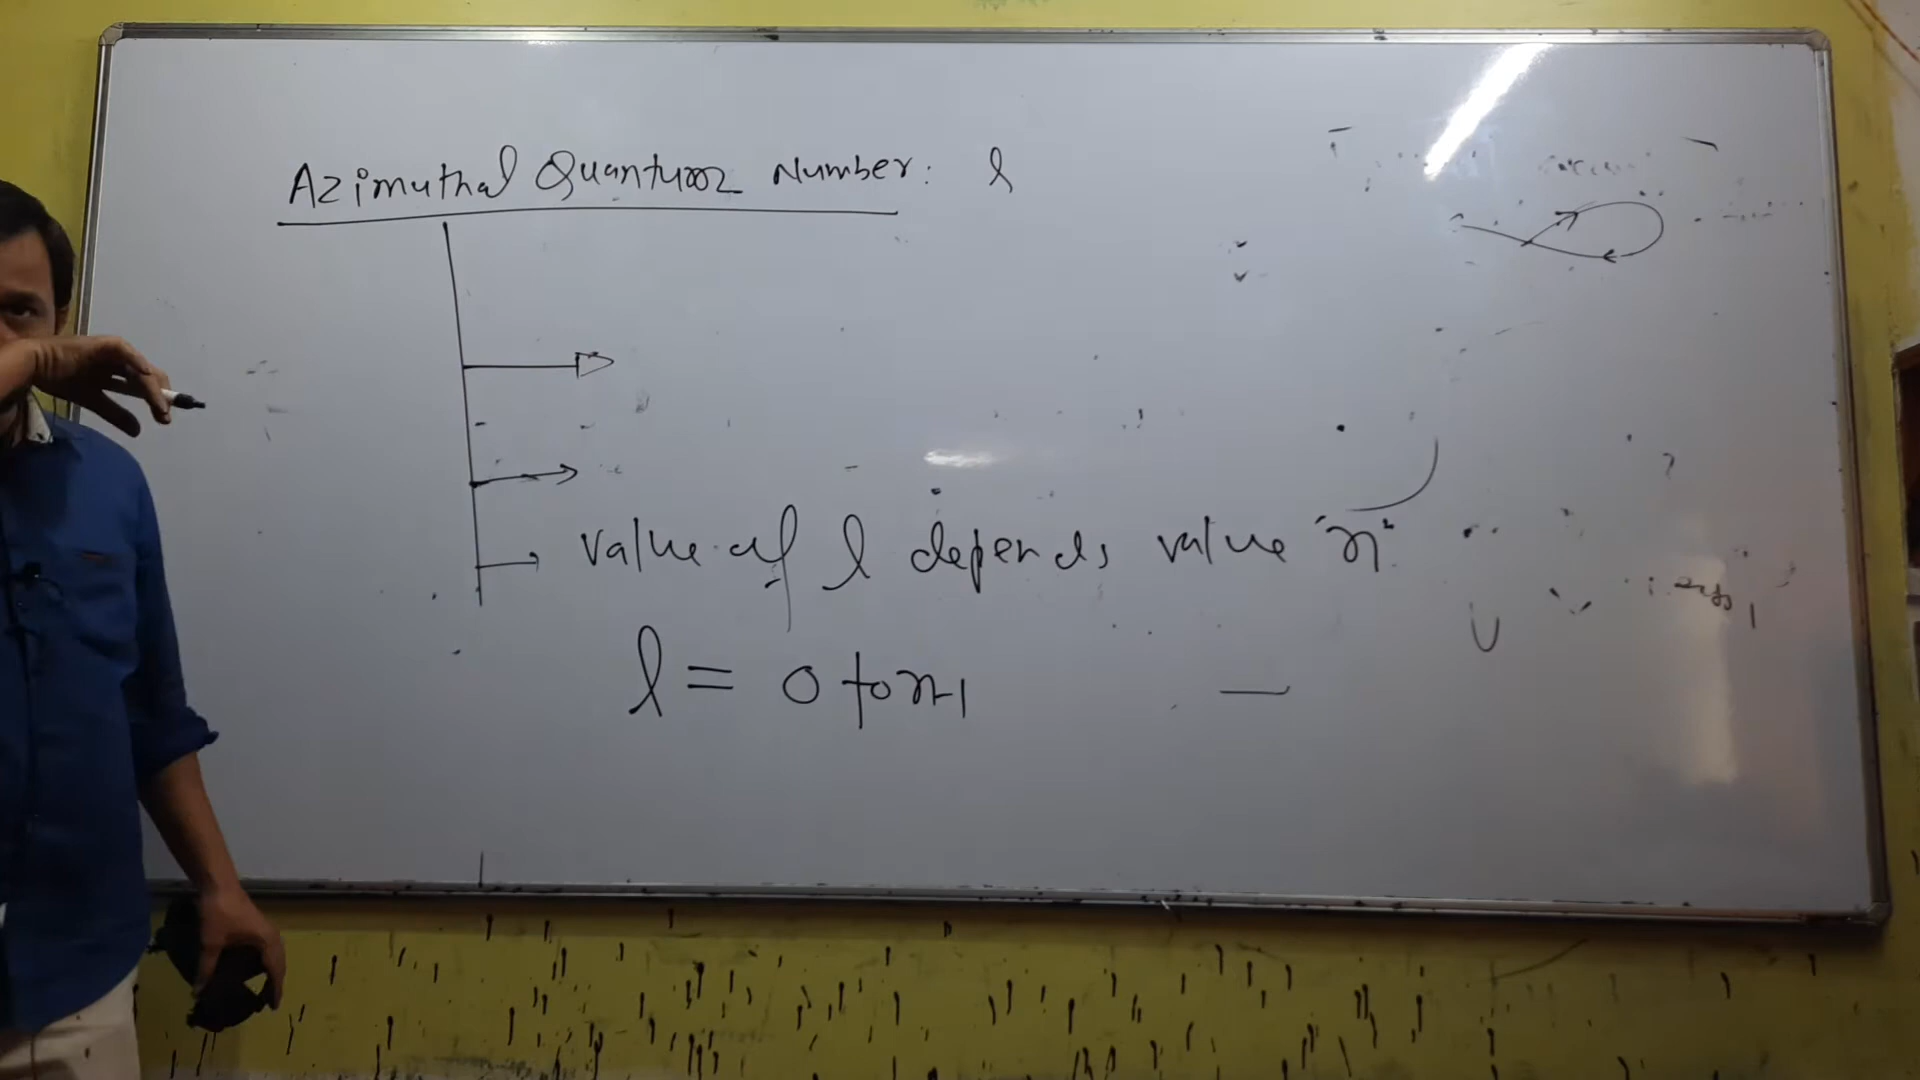 Azimuthal Quantum Number: l
value of l depends value "n"
l = 0 to n-1